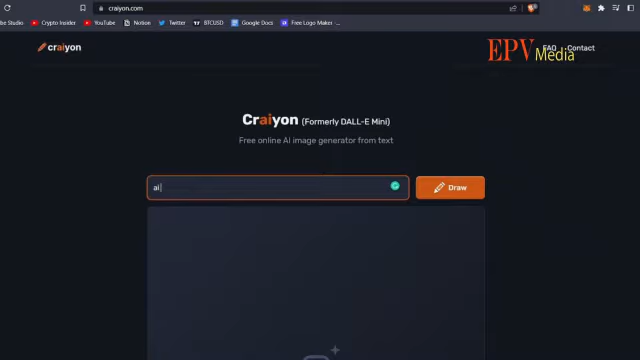 craiyon.com
be Studio Crypto Insider YouTube Notion Twitter BTCUSD Google Docs Free Logo Maker
craiyon FAQ Contact
EPV Media
Craiyon (Formerly DALL-E Mini)
Free online AI image generator from text
ai Draw